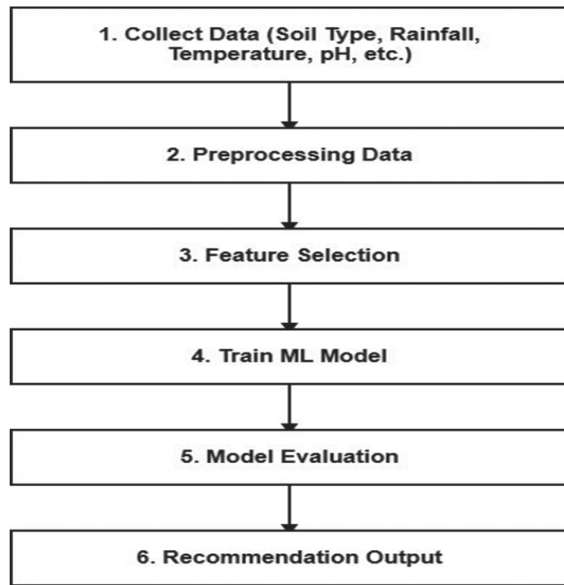 1. Collect Data (Soil Type, Rainfall,
Temperature, pH, etc.)
2. Preprocessing Data
3. Feature Selection
4. Train ML Model
5. Model Evaluation
6. Recommendation Output